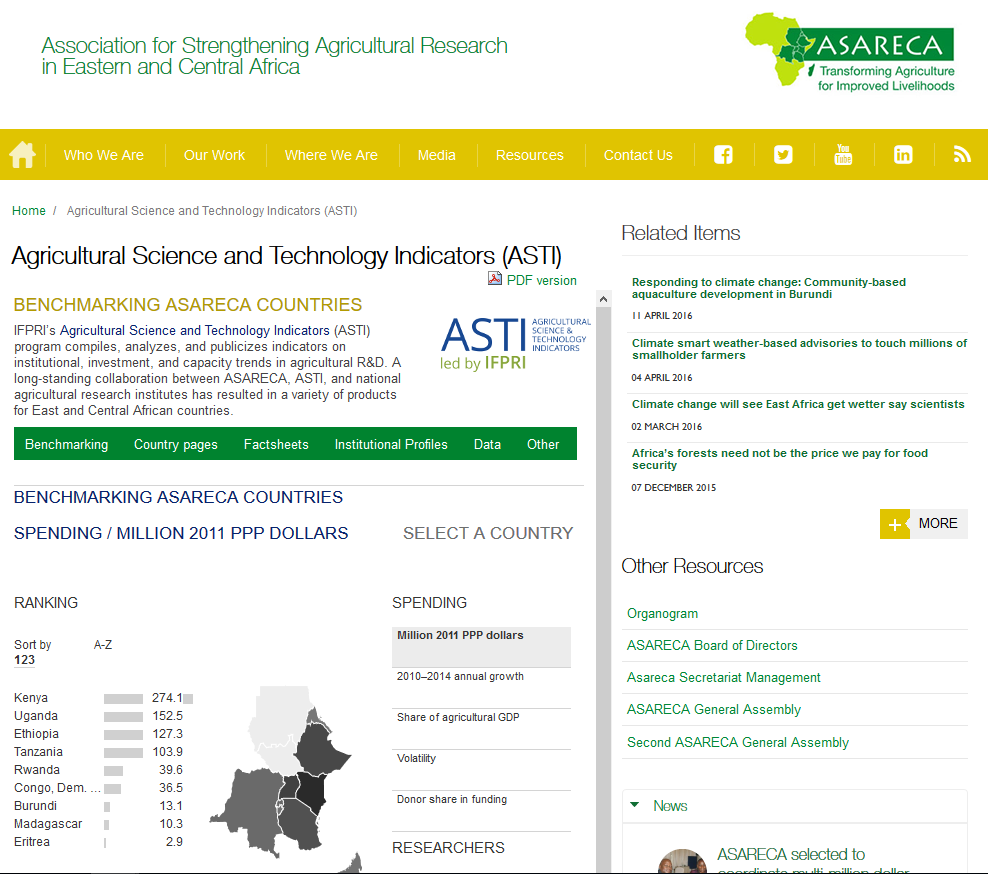 Association for Strengthening Agricultural Research
in Eastern and Central Africa
ASARECA
Transforming Agriculture
for Improved Livelihoods
Who We Are
Our Work
Where We Are
Media
Resources
Contact Us
You
Tube
in
Home / Agricultural Science and Technology Indicators (ASTI)
Agricultural Science and Technology Indicators (ASTI)
PDF version
BENCHMARKING ASARECA COUNTRIES
IFPRI's Agricultural Science and Technology Indicators (ASTI)
program compiles, analyzes, and publicizes indicators on
institutional, investment, and capacity trends in agricultural R&D. A
long-standing collaboration between ASARECA, ASTI, and national
agricultural research institutes has resulted in a variety of products
for East and Central African countries.
ASTI
AGRICULTURAL
SCIENCE &
TECHNOLOGY
INDICATORS
led by IFPRI
Benchmarking
Country pages
Factsheets
Institutional Profiles
Data
Other
BENCHMARKING ASARECA COUNTRIES
SPENDING / MILLION 2011 PPP DOLLARS
SELECT A COUNTRY
RANKING
Sort by
A-Z
123
Kenya 274.1
Uganda 152.5
Ethiopia 127.3
Tanzania 103.9
Rwanda 39.6
Congo, Dem. ... 36.5
Burundi 13.1
Madagascar 10.3
Eritrea 2.9
SPENDING
Million 2011 PPP dollars
2010–2014 annual growth
Share of agricultural GDP
Volatility
Donor share in funding
RESEARCHERS
Related Items
Responding to climate change: Community-based
aquaculture development in Burundi
11 APRIL 2016
Climate smart weather-based advisories to touch millions of
smallholder farmers
04 APRIL 2016
Climate change will see East Africa get wetter say scientists
02 MARCH 2016
Africa's forests need not be the price we pay for food
security
07 DECEMBER 2015
+ MORE
Other Resources
Organogram
ASARECA Board of Directors
Asareca Secretariat Management
ASARECA General Assembly
Second ASARECA General Assembly
News
ASARECA selected to
coordinate multi-million dollar